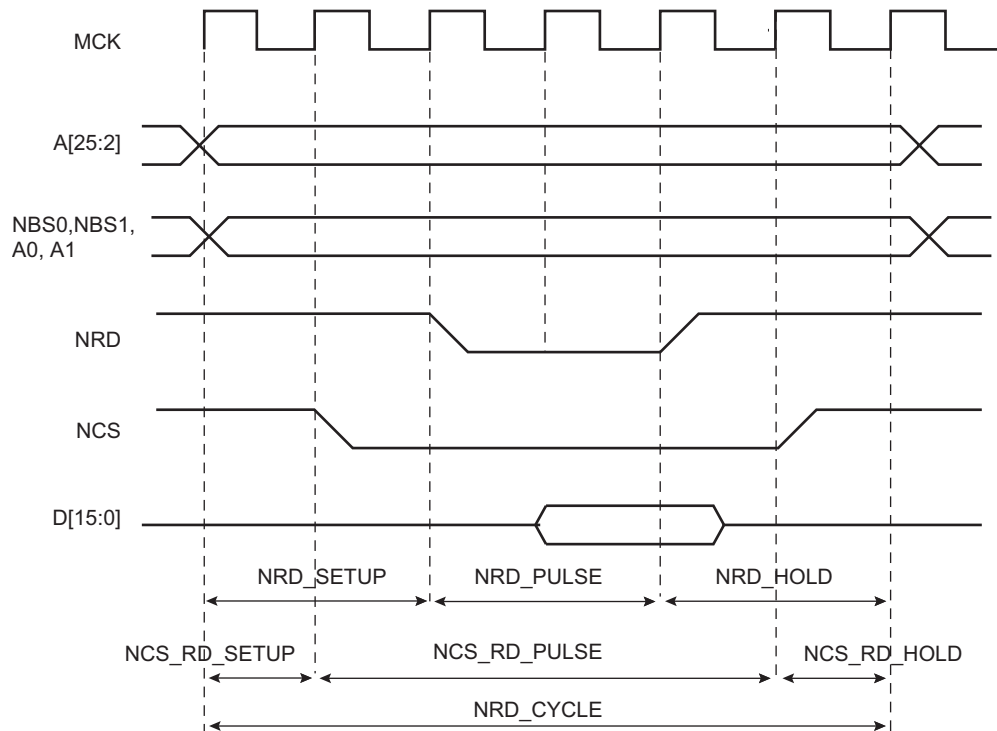 MCK
A[25:2]
NBS0,NBS1,
A0, A1
NRD
NCS
D[15:0]
NRD_SETUP NRD_PULSE NRD_HOLD
NCS_RD_SETUP NCS_RD_PULSE NCS_RD_HOLD
NRD_CYCLE